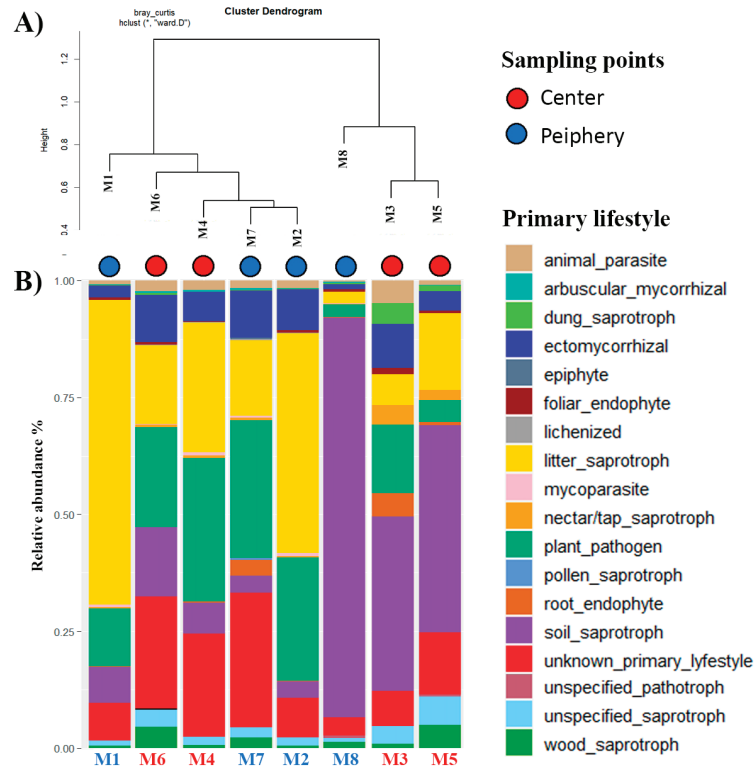 A)
bray_curtis
hclust (*, "ward.D")
Cluster Dendrogram
Height
1.2
1.0
0.8
0.6
0.4
M1
M6
M4
M7
M2
M8
M3
M5
Sampling points
Center
Peiphery
B)
Relative abundance %
1.00
0.75
0.50
0.25
0.00
M1 M6 M4 M7 M2 M8 M3 M5
Primary lifestyle
animal_parasite
arbuscular_mycorrhizal
dung_saprotroph
ectomycorrhizal
epiphyte
foliar_endophyte
lichenized
litter_saprotroph
mycoparasite
nectar/tap_saprotroph
plant_pathogen
pollen_saprotroph
root_endophyte
soil_saprotroph
unknown_primary_lyfestyle
unspecified_pathotroph
unspecified_saprotroph
wood_saprotroph